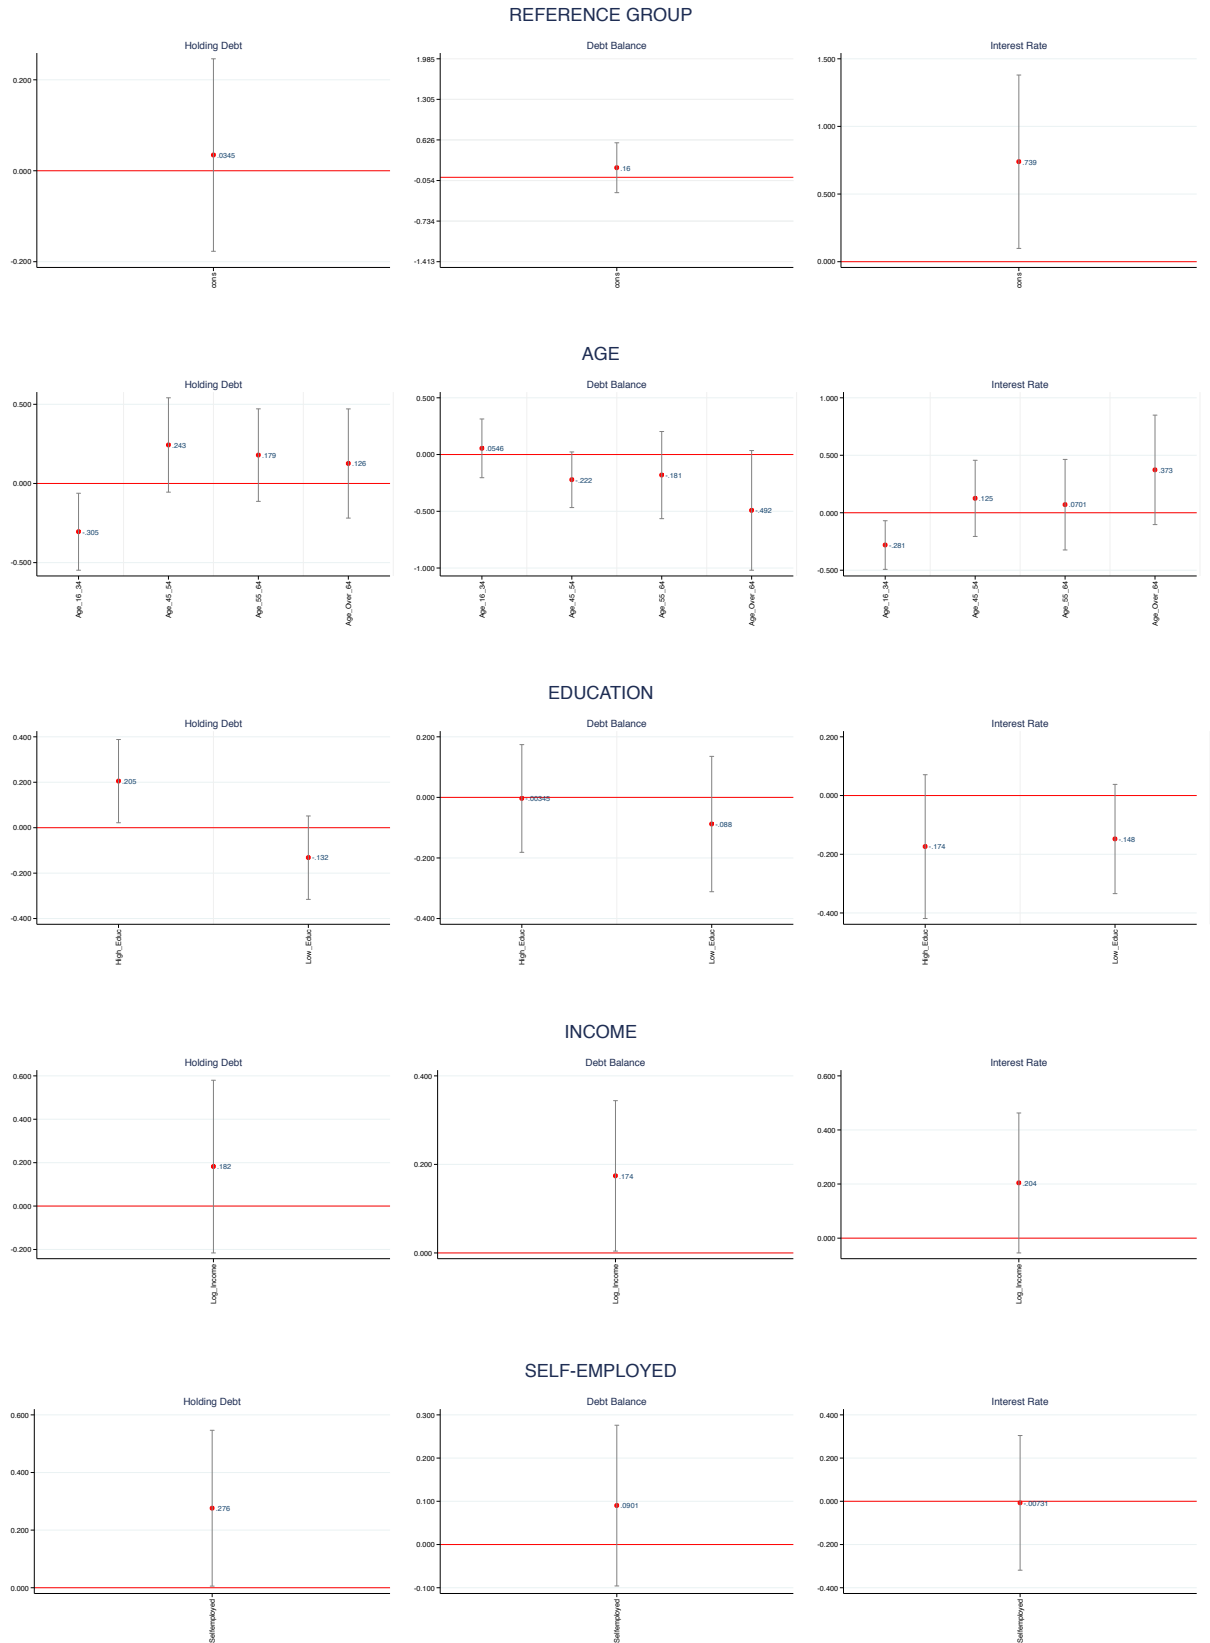 REFERENCE GROUP
Holding Debt
Debt Balance
Interest Rate
0.200
0.000
-0.200
.0345
cons
1.985
1.305
0.626
-0.054
-0.734
-1.413
.16
cons
1.500
1.000
0.500
0.000
.739
cons
AGE
Holding Debt
Debt Balance
Interest Rate
0.500
0.000
-0.500
-.305
.243
.179
.126
Age_16_34
Age_45_54
Age_55_64
Age_Over_64
0.500
0.000
-0.500
-1.000
.0546
-.222
-.181
-.492
Age_16_34
Age_45_54
Age_55_64
Age_Over_64
1.000
0.500
0.000
-0.500
-.281
.125
.0701
.373
Age_16_34
Age_45_54
Age_55_64
Age_Over_64
EDUCATION
Holding Debt
Debt Balance
Interest Rate
0.400
0.200
0.000
-0.200
-0.400
.205
-.132
High_Educ
Low_Educ
0.200
0.000
-0.200
-0.400
-.00345
-.088
High_Educ
Low_Educ
0.200
0.000
-0.200
-0.400
-.174
-.148
High_Educ
Low_Educ
INCOME
Holding Debt
Debt Balance
Interest Rate
0.600
0.400
0.200
0.000
-0.200
.182
Log_Income
0.400
0.200
0.000
.174
Log_Income
0.600
0.400
0.200
0.000
.204
Log_Income
SELF-EMPLOYED
Holding Debt
Debt Balance
Interest Rate
0.600
0.400
0.200
0.000
.276
Selfemployed
0.300
0.200
0.100
0.000
-0.100
.0901
Selfemployed
0.400
0.200
0.000
-0.200
-0.400
-.00731
Selfemployed